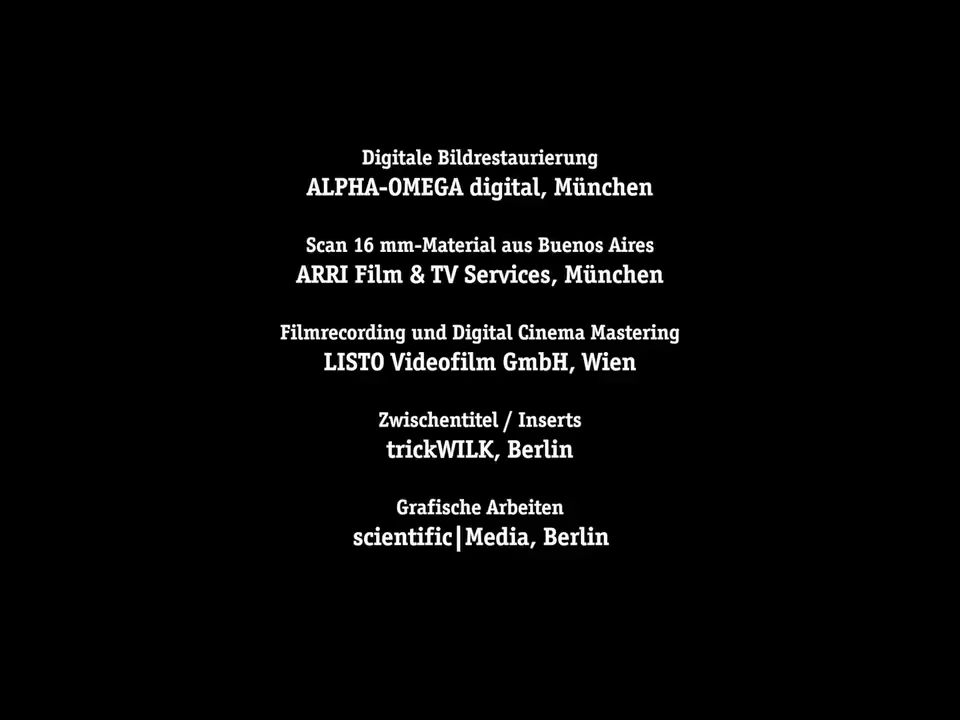 Digitale Bildrestaurierung
ALPHA-OMEGA digital, München
Scan 16 mm-Material aus Buenos Aires
ARRI Film & TV Services, München
Filmrecording und Digital Cinema Mastering
LISTO Videofilm GmbH, Wien
Zwischentitel / Inserts
trickWILK, Berlin
Grafische Arbeiten
scientific|Media, Berlin